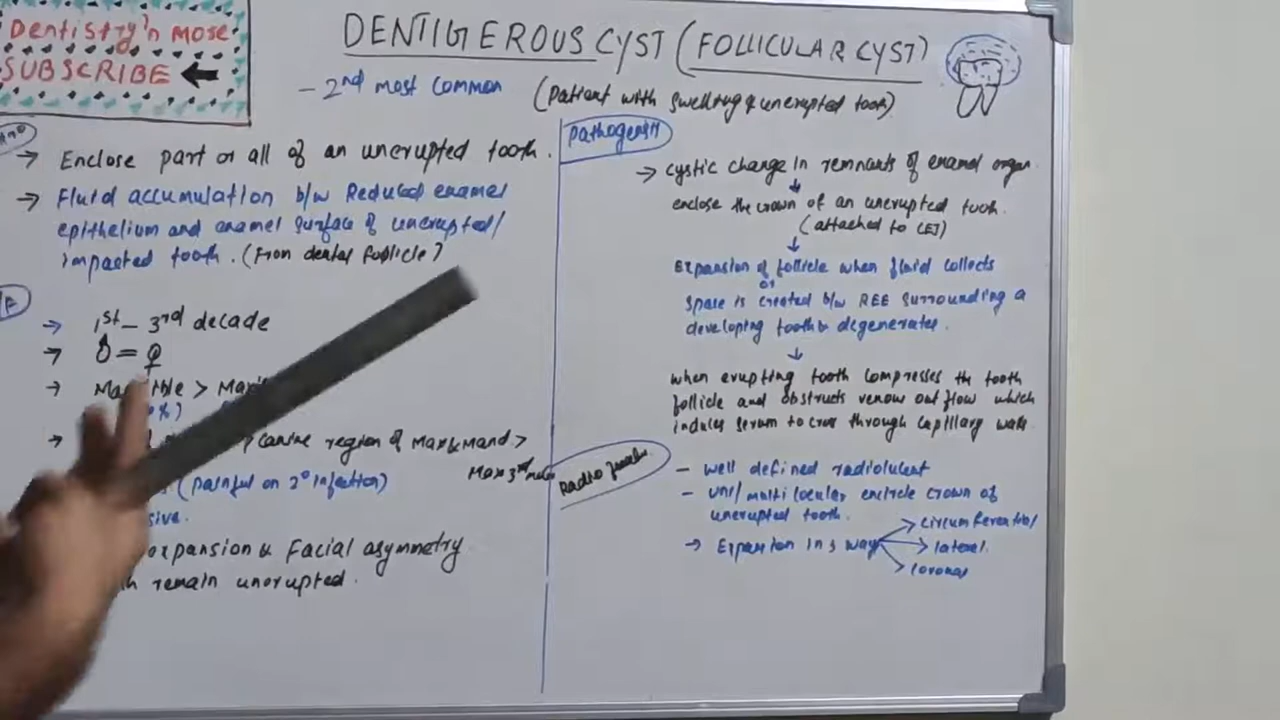 Dentistry'n more
SUBSCRIBE
DENTIGEROUS CYST (FOLLICULAR CYST)
- 2nd most common (Patient with swelling & unerupted tooth)
→ Enclose part or all of an unerupted tooth.
→ Fluid accumulation b/w Reduced enamel
epithelium and enamel surface of unerupted/
impacted tooth. (From dental follicle)
→ 1st - 3rd decade
→ ♂ = ♀
→ >
→ canine region of Max & Mand >
Max 3rd
(painful on 2° infection)
expansion & Facial asymmetry
remain unerupted.
Pathogenesis
→ cystic change in remnants of enamel organ
↓
enclose the crown of an unerupted tooth.
(attached to CEJ)
↓
Expansion of follicle when fluid collects
or
space is created b/w REE surrounding a
developing tooth & degenerates.
↓
when erupting tooth compresses the tooth
follicle and obstructs venous outflow which
induces serum to cross through capillary walls
- well defined radiolucent
- uni/multilocular encircle crown of
unerupted tooth.
→ Expansion in 3 ways
circumferential
lateral.
coronal